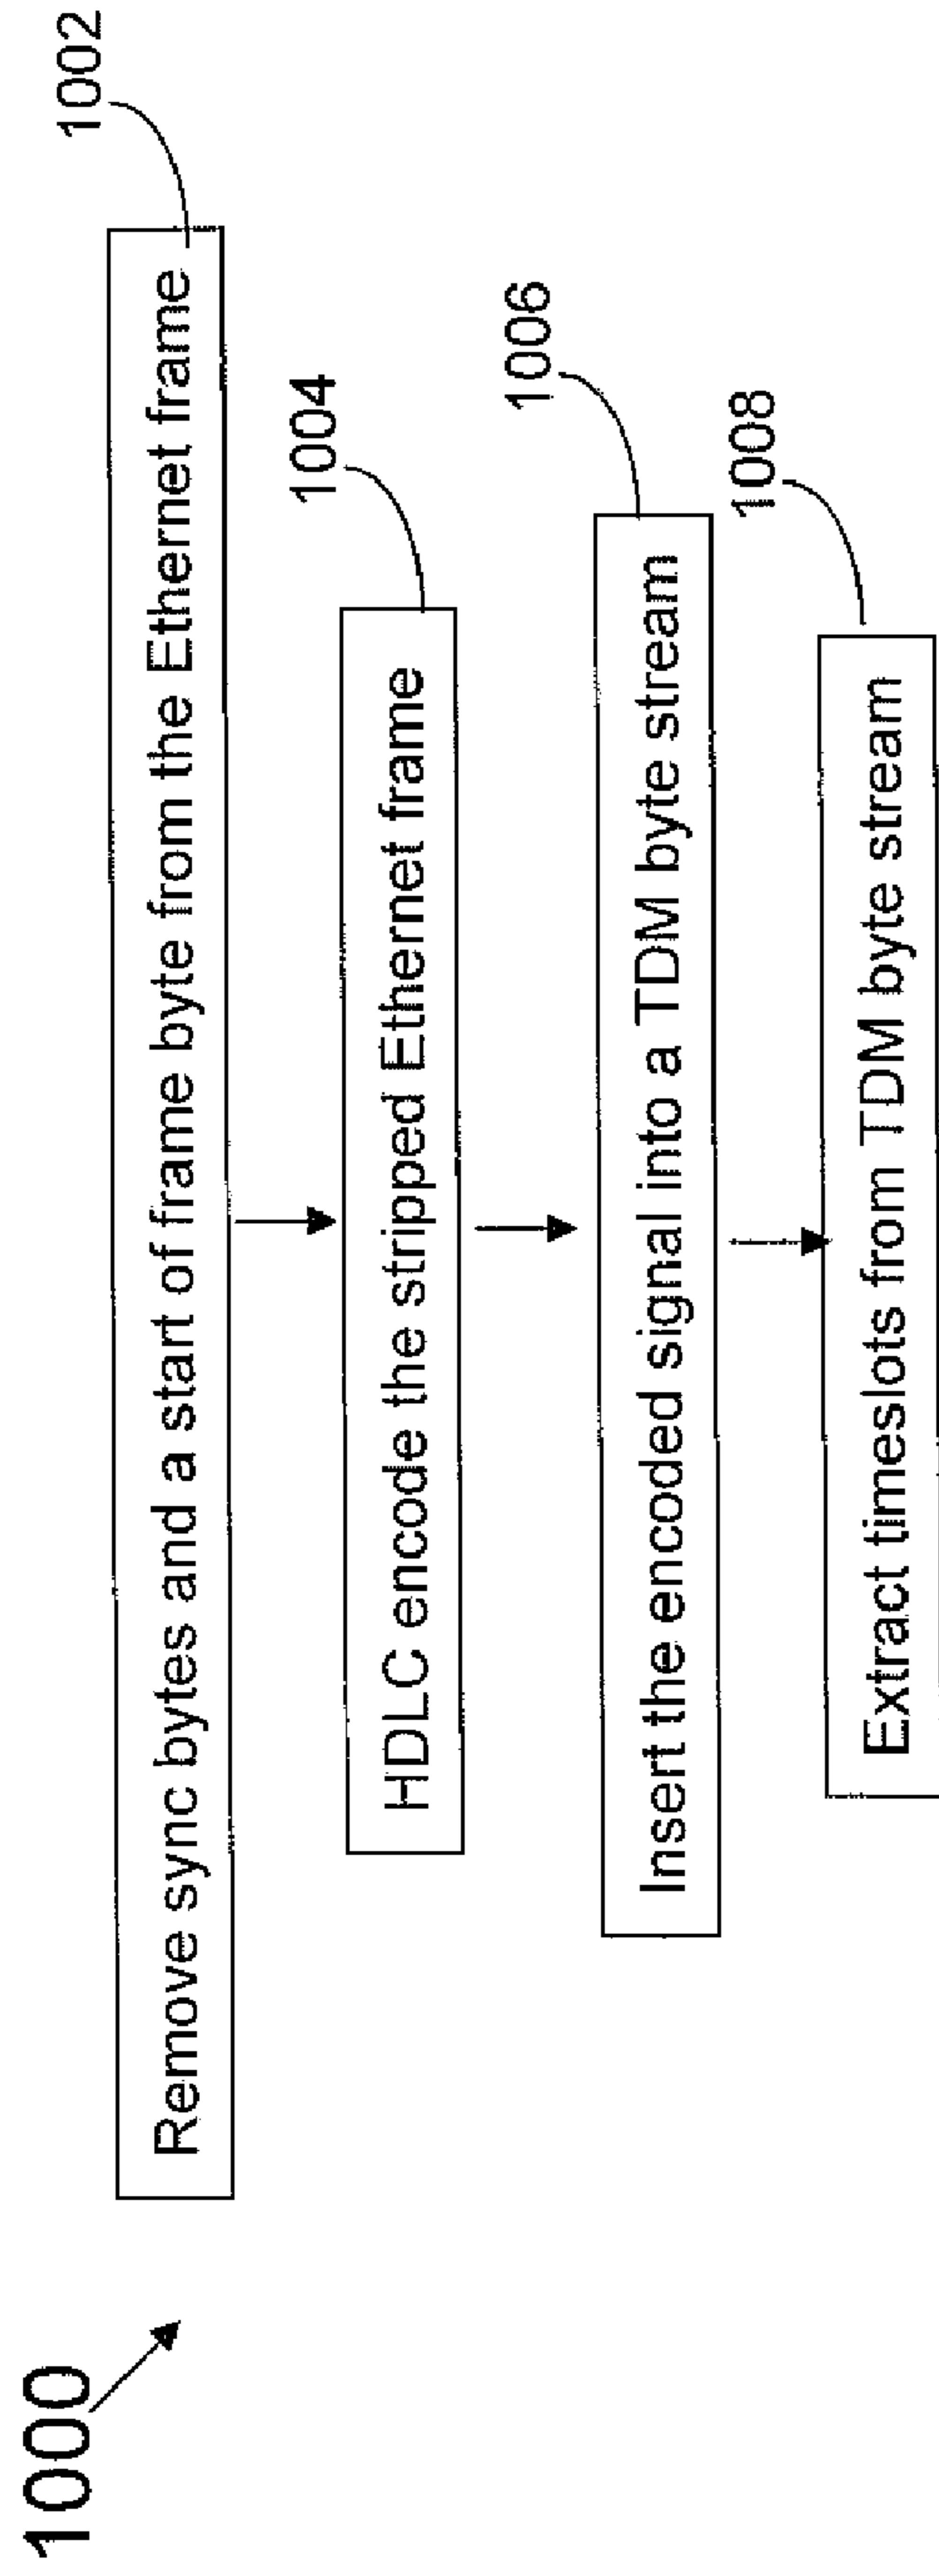 1000
1002
Remove sync bytes and a start of frame byte from the Ethernet frame
1004
HDLC encode the stripped Ethernet frame
1006
Insert the encoded signal into a TDM byte stream
1008
Extract timeslots from TDM byte stream